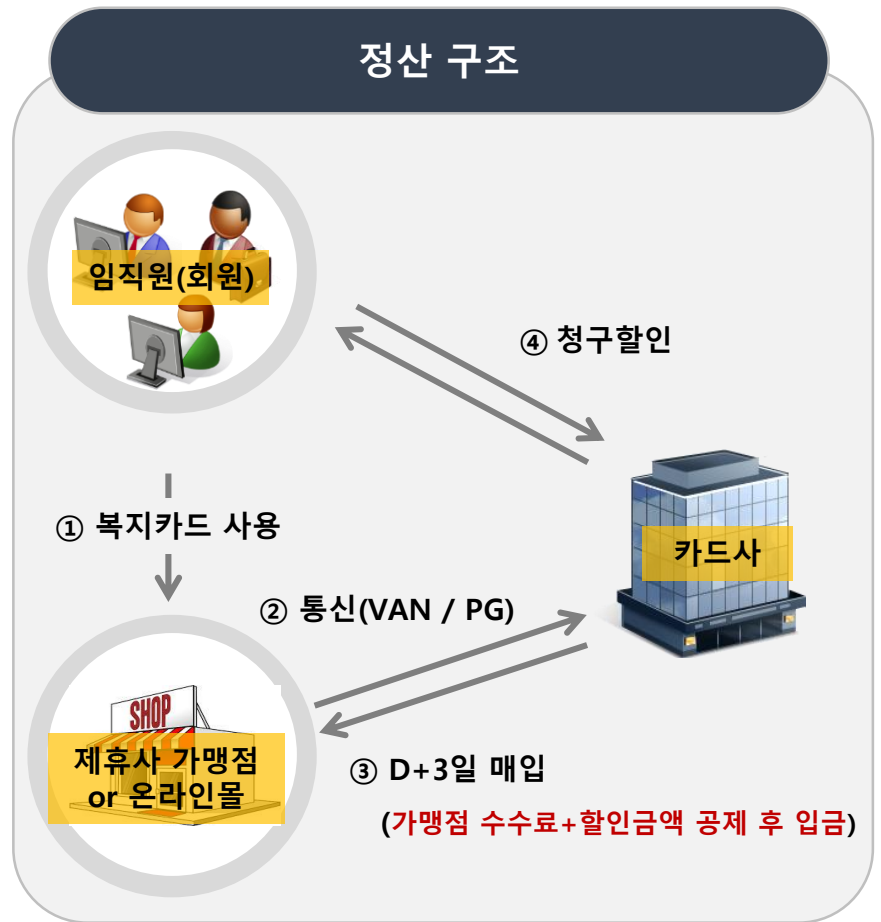 정산 구조
임직원(회원)
④ 청구할인
① 복지카드 사용
카드사
② 통신(VAN / PG)
SHOP
제휴사 가맹점
or 온라인몰
③ D+3일 매입
(가맹점 수수료+할인금액 공제 후 입금)